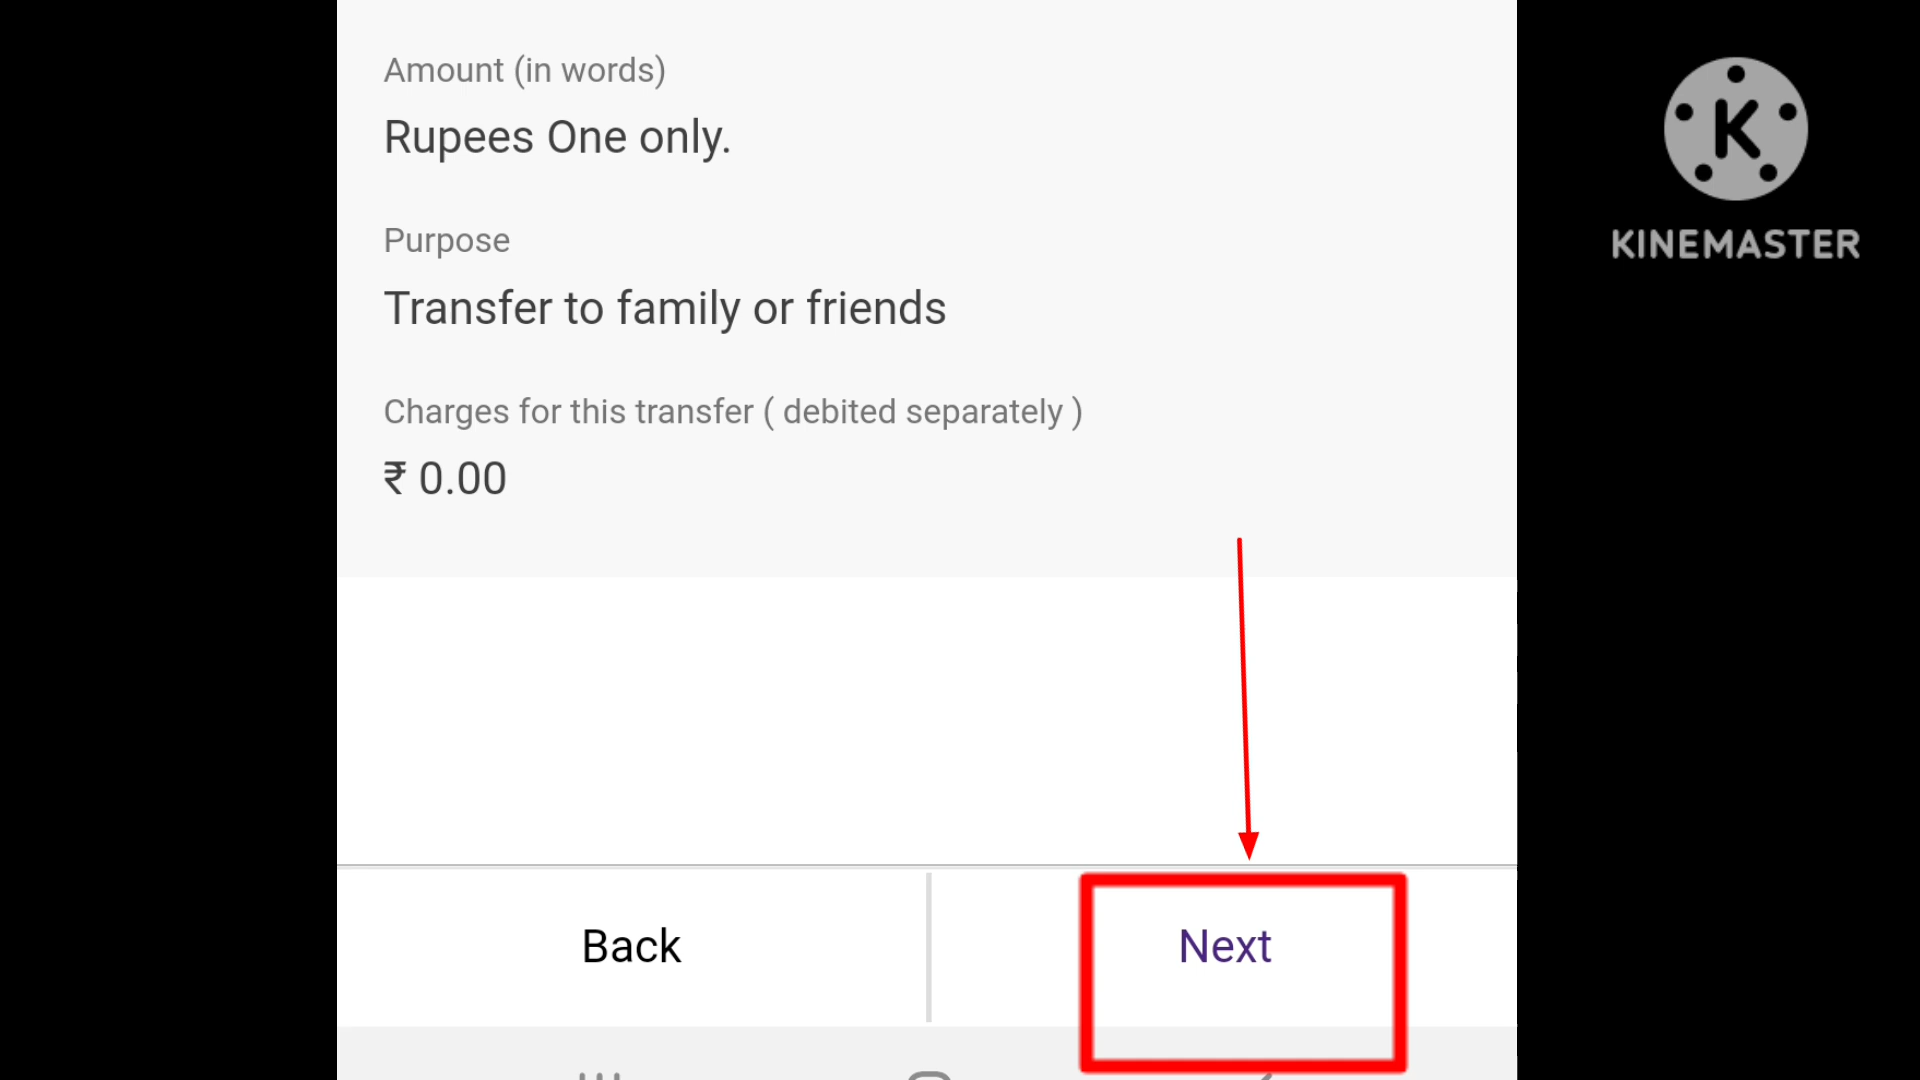 Amount (in words)
Rupees One only.
Purpose
Transfer to family or friends
Charges for this transfer ( debited separately )
₹ 0.00
Back
Next
K
KINEMASTER